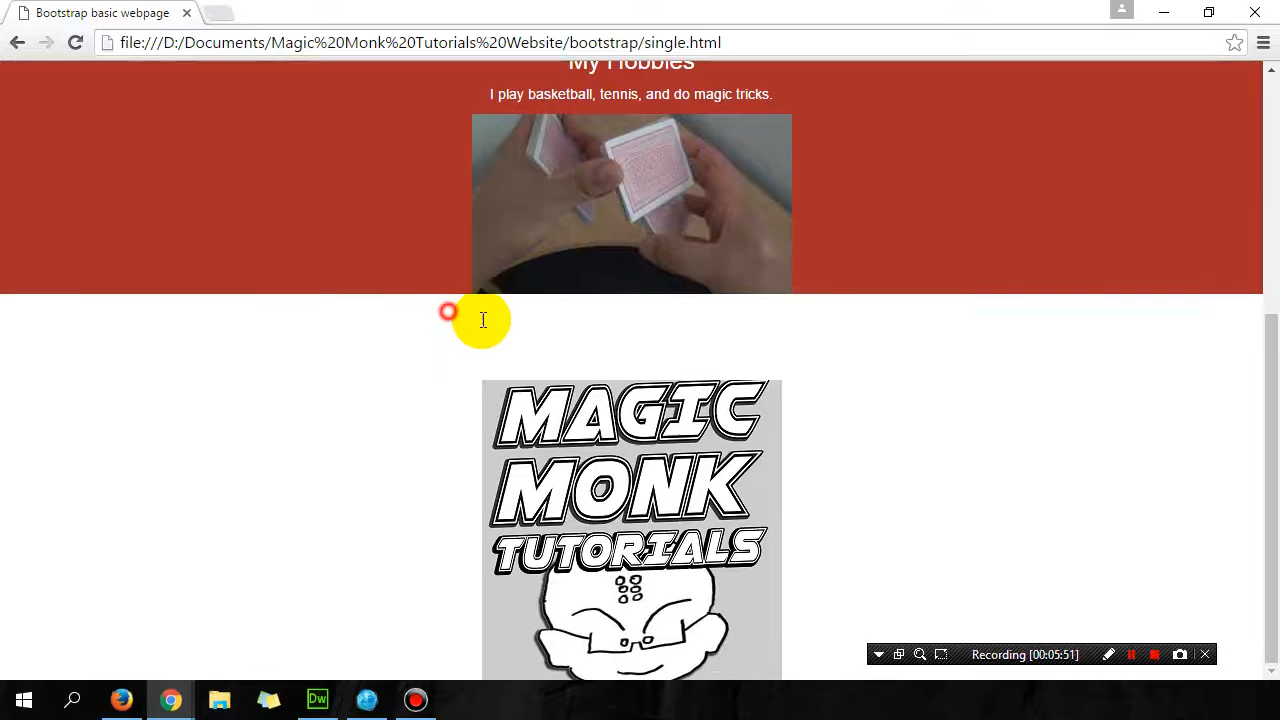 Bootstrap basic webpage
file:///D:/Documents/Magic%20Monk%20Tutorials%20Website/bootstrap/single.html
My Hobbies
I play basketball, tennis, and do magic tricks.
MAGIC
MONK
TUTORIALS
Recording [00:05:51]
Dw